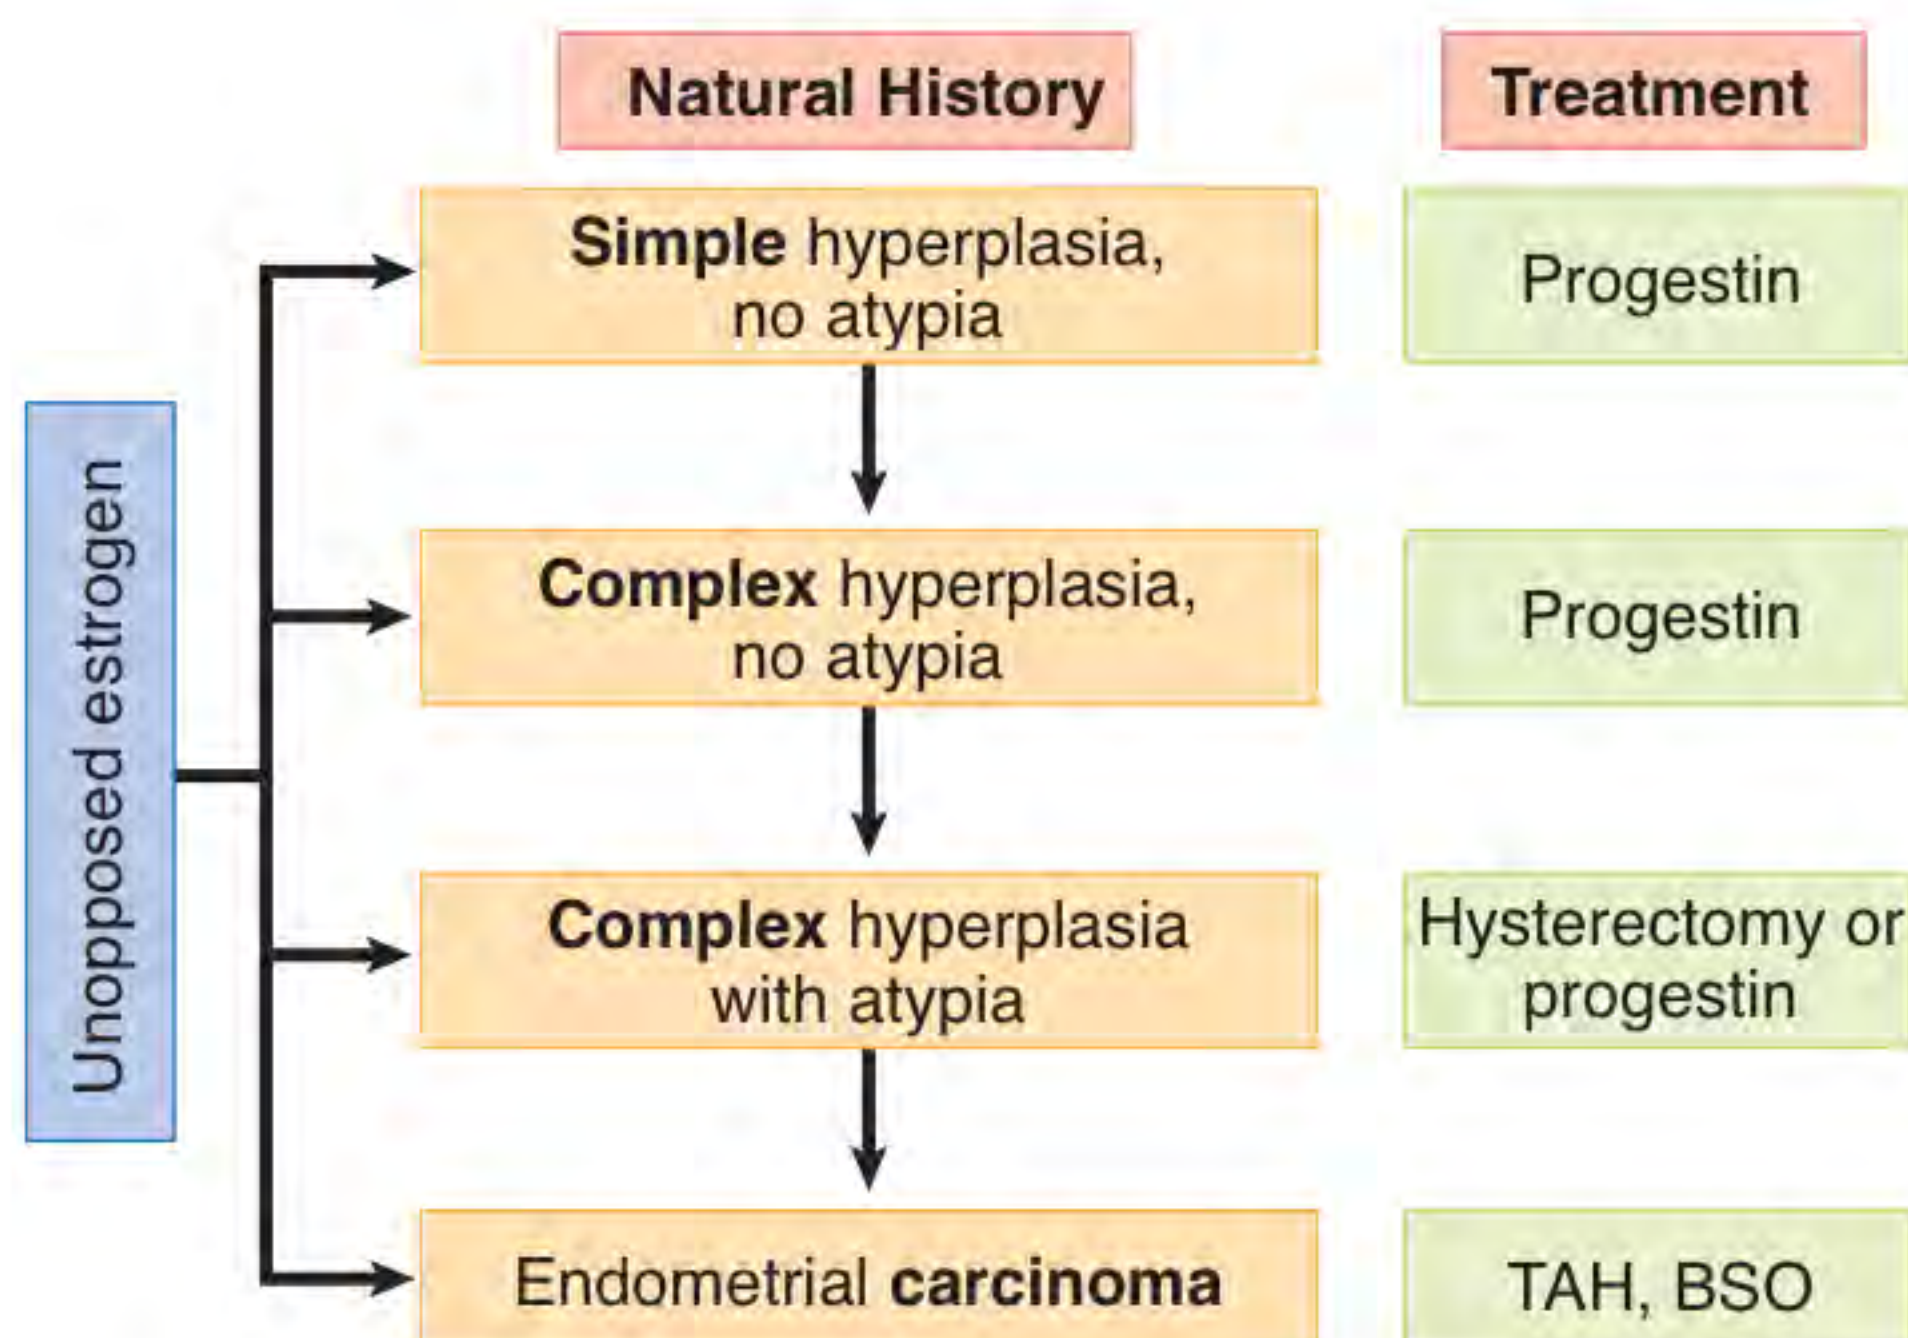 Natural History
Treatment
Unopposed estrogen
Simple hyperplasia,
no atypia
Progestin
Complex hyperplasia,
no atypia
Progestin
Complex hyperplasia
with atypia
Hysterectomy or
progestin
Endometrial carcinoma
TAH, BSO